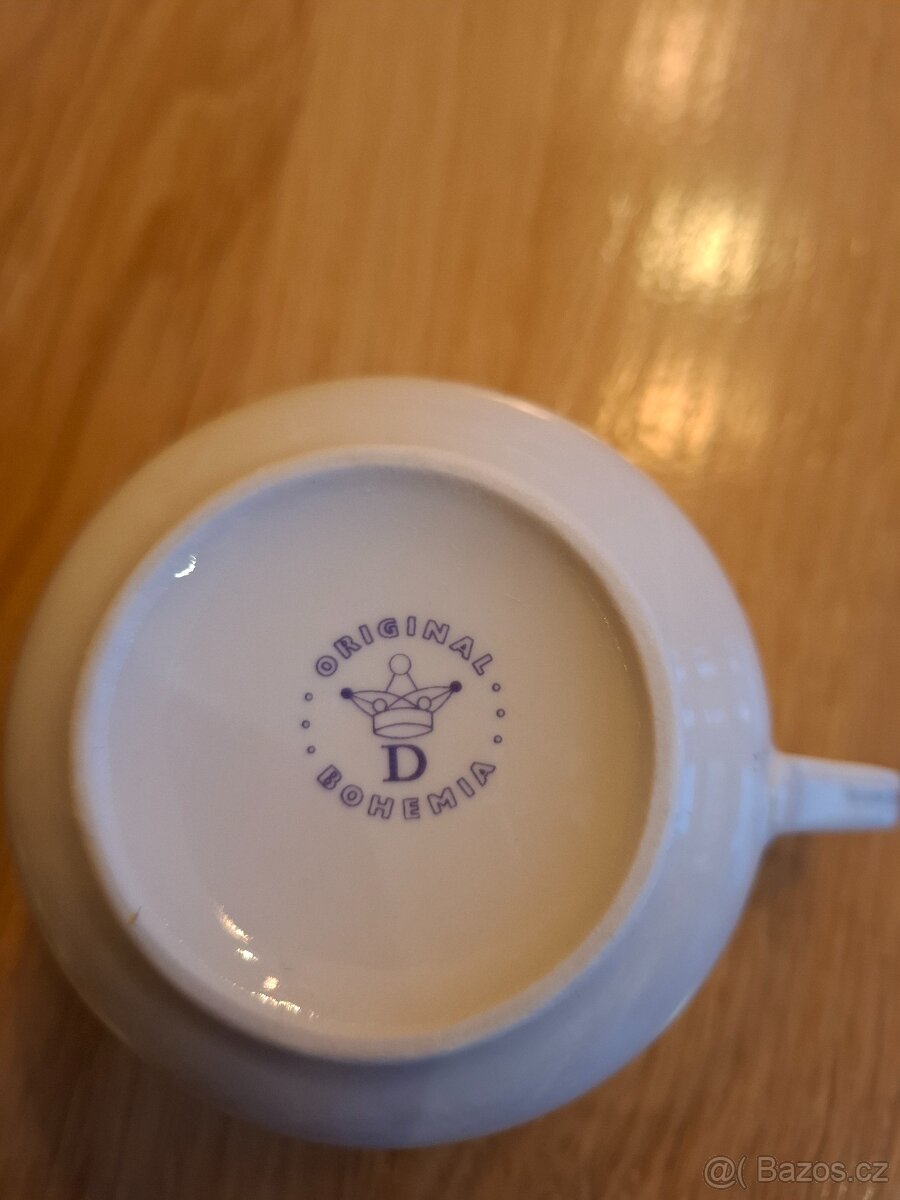 ORIGINAL
D
BOHEMIA
@( Bazos.cz